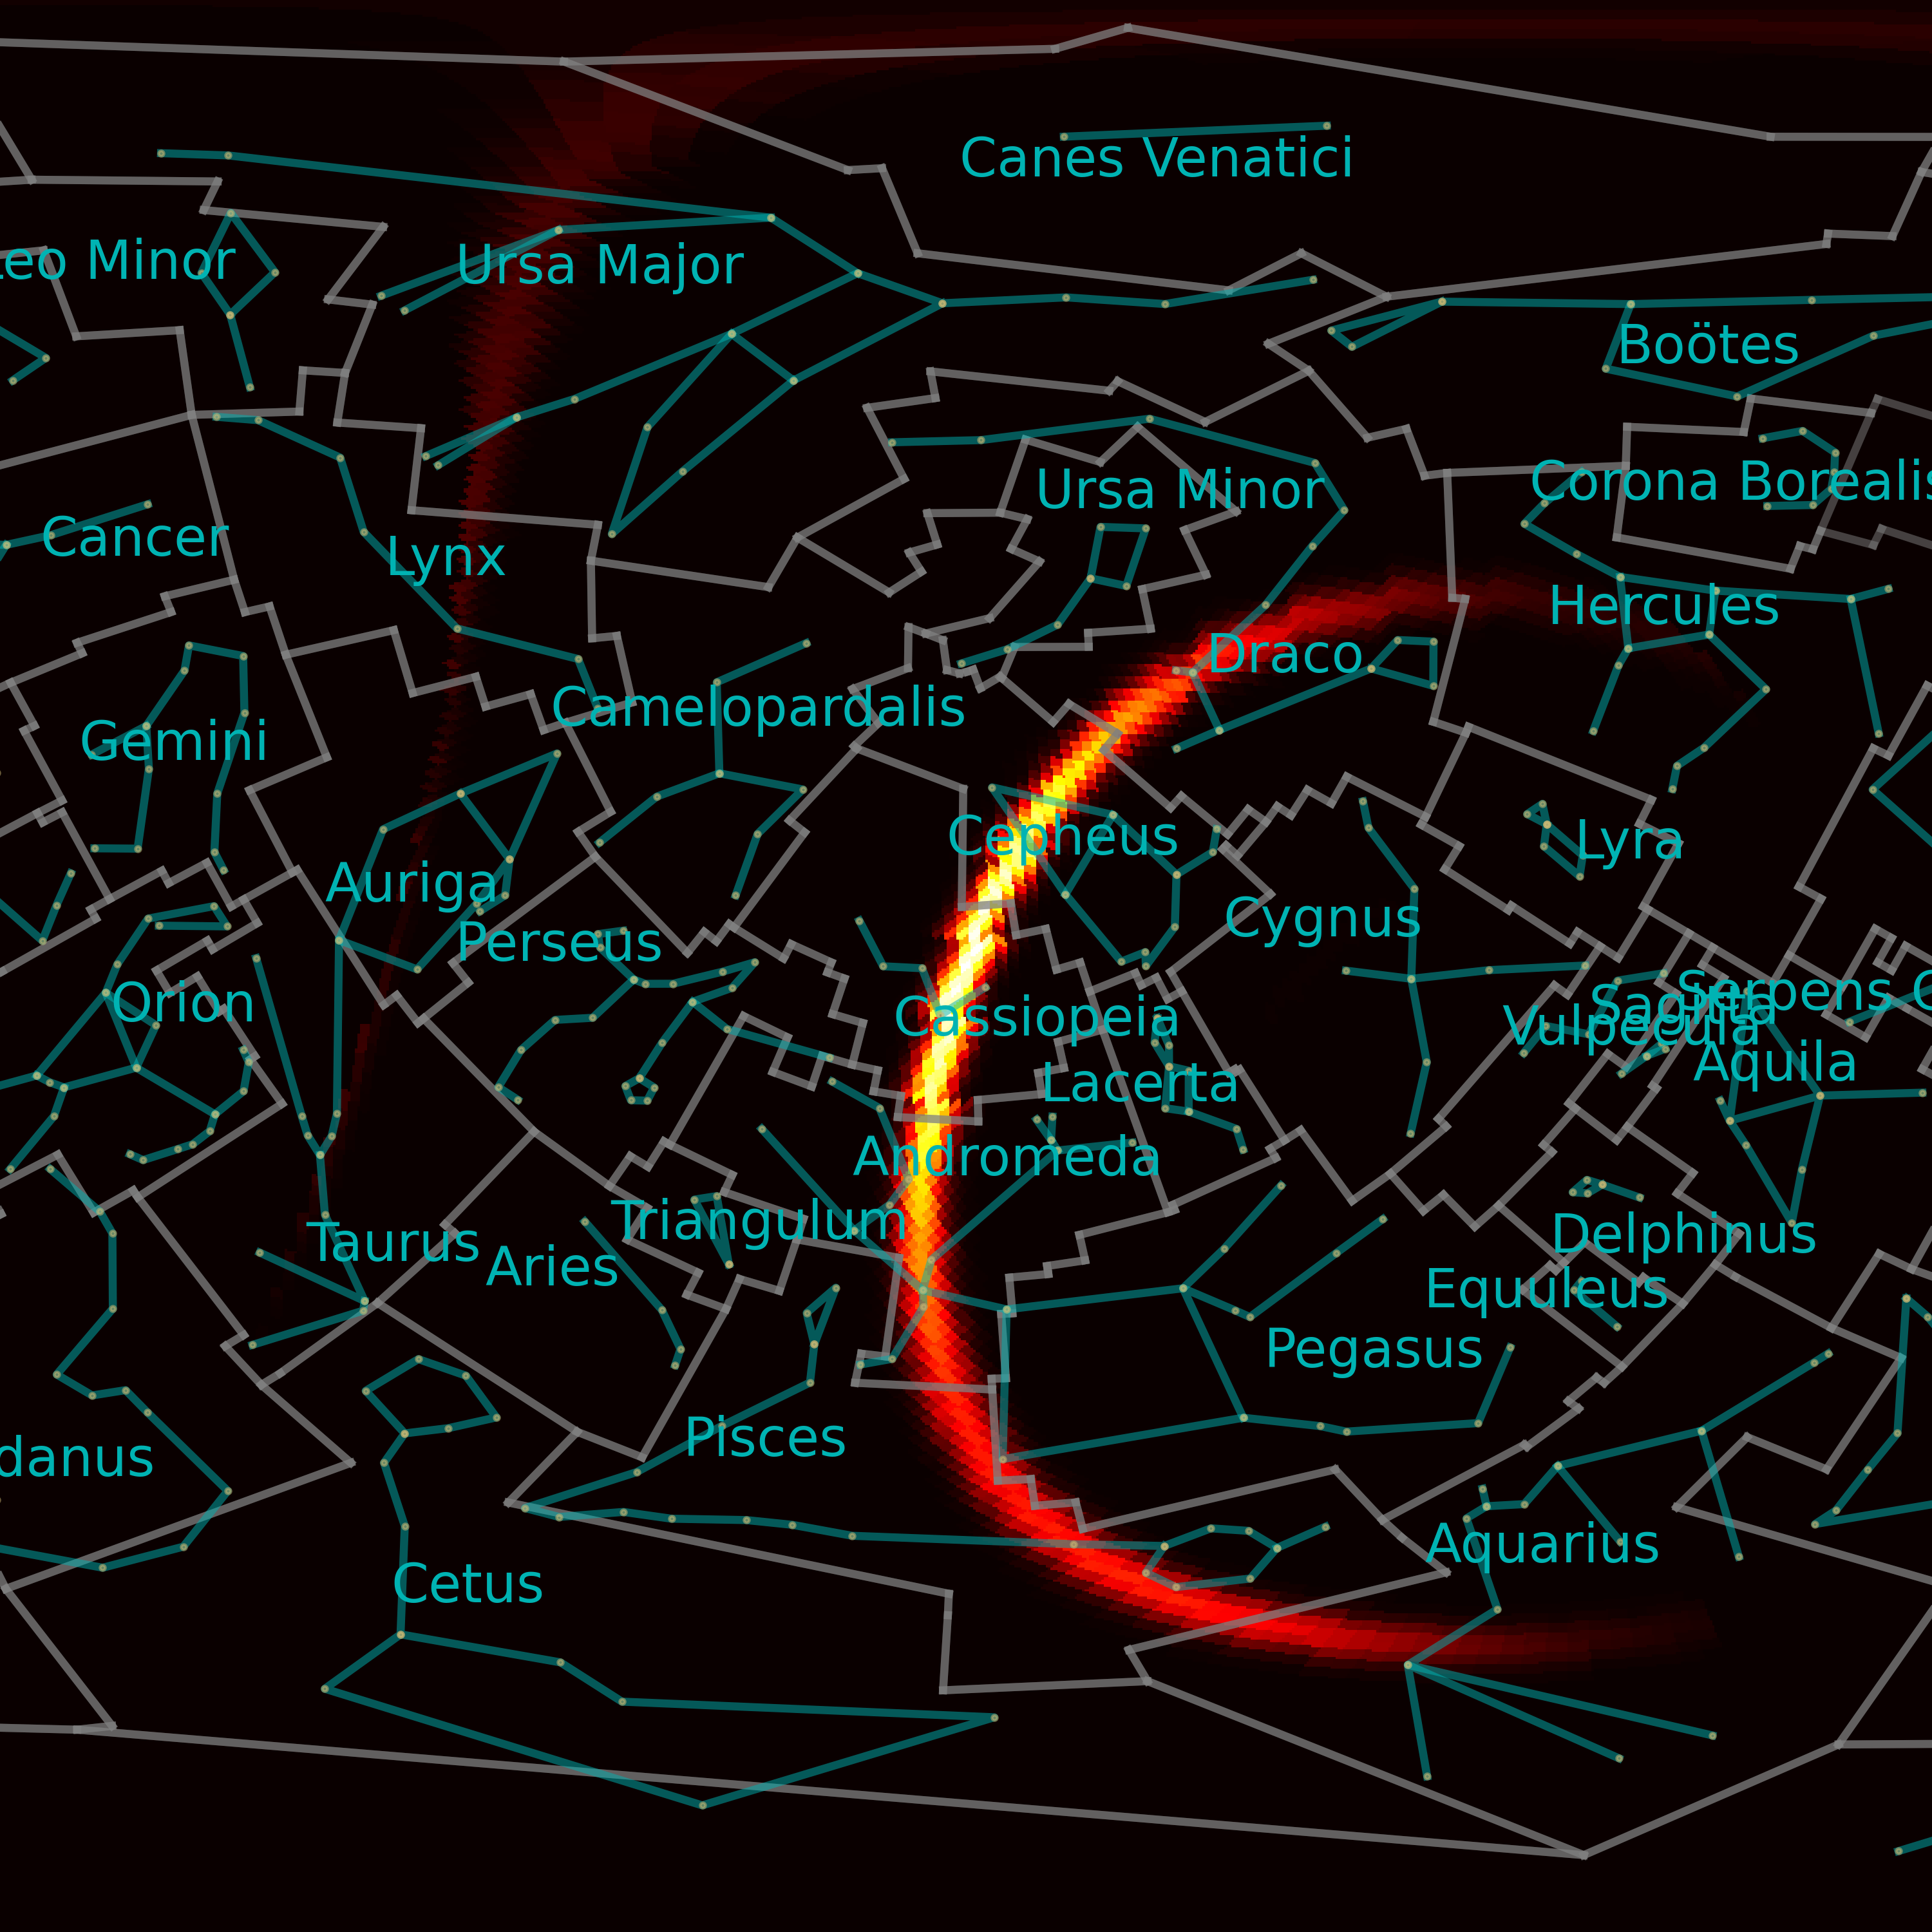 Canes Venatici
eo Minor
Ursa Major
Boötes
Ursa Minor
Corona Borealis
Cancer
Lynx
Hercules
Draco
Camelopardalis
Gemini
Cepheus
Lyra
Auriga
Cygnus
Perseus
Orion
Cassiopeia
Serpens C
Sagitta
Vulpecula
Aquila
Lacerta
Andromeda
Triangulum
Taurus
Aries
Delphinus
Equuleus
Pegasus
Pisces
danus
Aquarius
Cetus